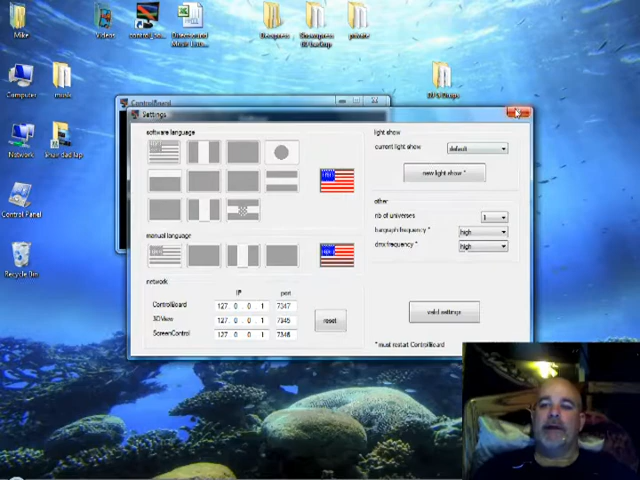 Mike
Videos
private
Computer
music
Network
Control Panel
Recycle Bin
ControlBoard
Settings
software language
manual language
network
IP
port
ControlBoard
127 . 0 . 0 . 1
7347
3DView
127 . 0 . 0 . 1
7345
ScreenControl
127 . 0 . 0 . 1
7346
reset
light show
current light show
default
new light show *
other
nb of universes
1
bargraph frequency *
high
dmx frequency *
high
valid settings
* must restart ControlBoard